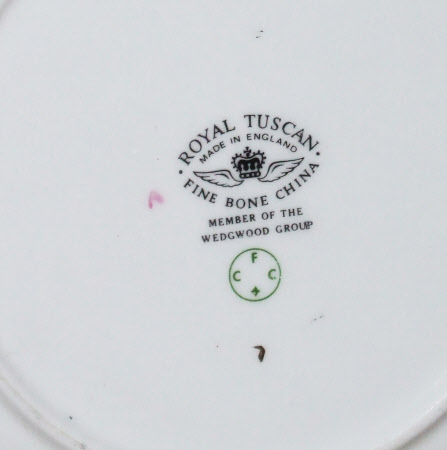 · ROYAL TUSCAN ·
MADE IN ENGLAND
FINE BONE CHINA
MEMBER OF THE
WEDGWOOD GROUP
F
C C